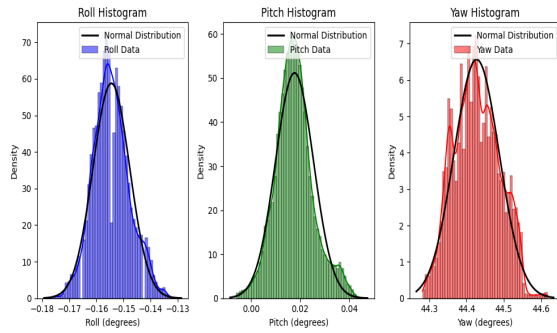 Roll Histogram
Normal Distribution
Roll Data
Density
70
60
50
40
30
20
10
0
−0.18
−0.16
−0.15
−0.14
−0.13
Roll (degrees)
Pitch Histogram
Normal Distribution
Pitch Data
Density
60
50
40
30
20
10
0
0.00
0.02
0.04
Pitch (degrees)
Yaw Histogram
Normal Distribution
Yaw Data
Density
7
6
5
4
3
2
1
0
44.3
44.4
44.5
44.6
Yaw (degrees)